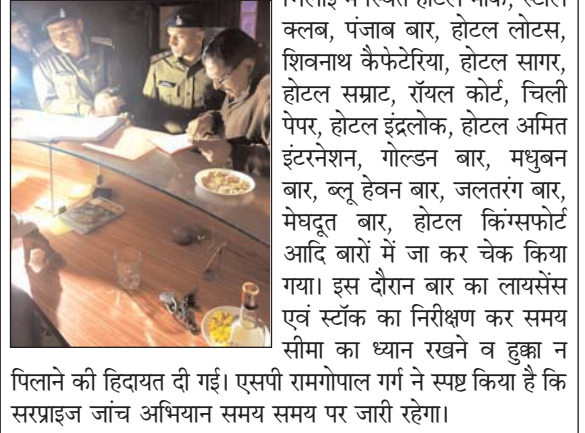 क्लब, पंजाब बार, होटल लोटस,
शिवनाथ कैफेटेरिया, होटल सागर,
होटल सम्राट, रॉयल कोर्ट, चिली
पेपर, होटल इंद्रलोक, होटल अमित
इंटरनेशन, गोल्डन बार, मधुबन
बार, ब्लू हेवन बार, जलतरंग बार,
मेघदूत बार, होटल किंग्सफोर्ट
आदि बारों में जा कर चेक किया
गया। इस दौरान बार का लायसेंस
एवं स्टॉक का निरीक्षण कर समय
सीमा का ध्यान रखने व हुक्का न
पिलाने की हिदायत दी गई। एसपी रामगोपाल गर्ग ने स्पष्ट किया है कि
सरप्राइज जांच अभियान समय समय पर जारी रहेगा।